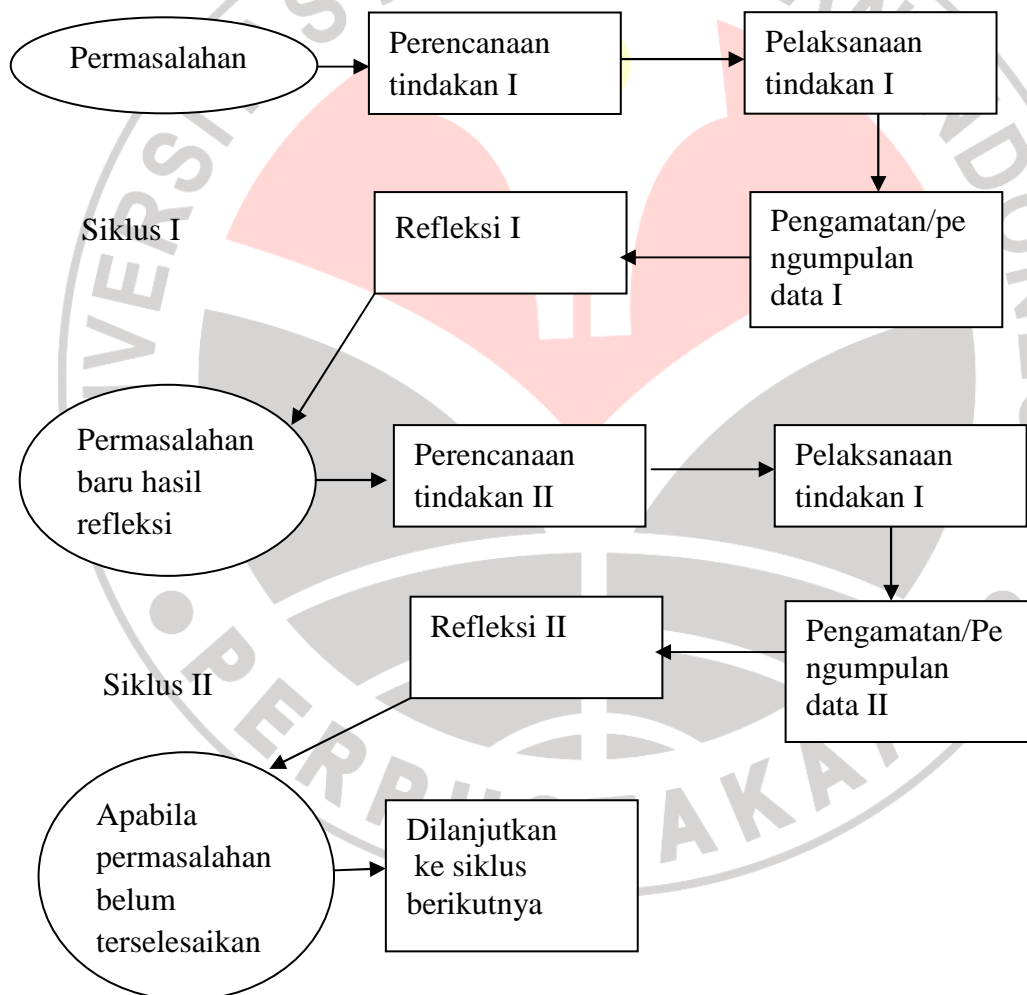 Permasalahan
Perencanaan
tindakan I
Pelaksanaan
tindakan I
Siklus I
Refleksi I
Pengamatan/pe
ngumpulan
data I
Permasalahan
baru hasil
refleksi
Perencanaan
tindakan II
Pelaksanaan
tindakan I
Siklus II
Refleksi II
Pengamatan/Pe
ngumpulan
data II
Apabila
permasalahan
belum
terselesaikan
Dilanjutkan
ke siklus
berikutnya